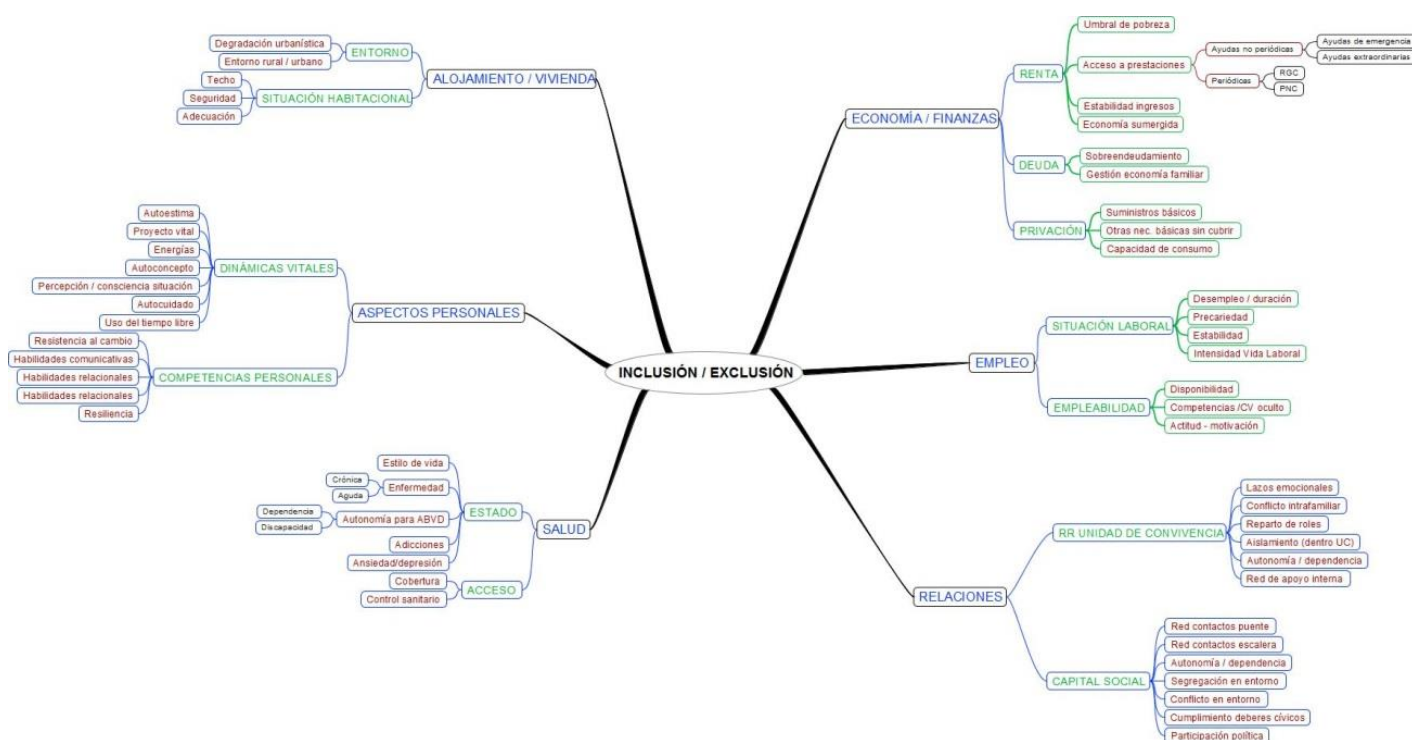 INCLUSIÓN / EXCLUSIÓN
ALOJAMIENTO / VIVIENDA
ENTORNO
Degradación urbanística
Entorno rural / urbano
SITUACIÓN HABITACIONAL
Techo
Seguridad
Adecuación
ASPECTOS PERSONALES
DINÁMICAS VITALES
Autoestima
Proyecto vital
Energías
Autoconcepto
Percepción / consciencia situación
Autocuidado
Uso del tiempo libre
COMPETENCIAS PERSONALES
Resistencia al cambio
Habilidades comunicativas
Habilidades relacionales
Habilidades relacionales
Resiliencia
SALUD
ESTADO
Estilo de vida
Enfermedad
Crónica
Aguda
Autonomía para ABVD
Dependencia
Discapacidad
Adicciones
Ansiedad/depresión
ACCESO
Cobertura
Control sanitario
ECONOMÍA / FINANZAS
RENTA
Umbral de pobreza
Acceso a prestaciones
Ayudas no periódicas
Ayudas de emergencia
Ayudas extraordinarias
Periódicas
RGC
PNC
Estabilidad ingresos
Economía sumergida
DEUDA
Sobreendeudamiento
Gestión economía familiar
PRIVACIÓN
Suministros básicos
Otras nec. básicas sin cubrir
Capacidad de consumo
EMPLEO
SITUACIÓN LABORAL
Desempleo / duración
Precariedad
Estabilidad
Intensidad Vida Laboral
EMPLEABILIDAD
Disponibilidad
Competencias /CV oculto
Actitud - motivación
RELACIONES
RR UNIDAD DE CONVIVENCIA
Lazos emocionales
Conflicto intrafamiliar
Reparto de roles
Aislamiento (dentro UC)
Autonomía / dependencia
Red de apoyo interna
CAPITAL SOCIAL
Red contactos puente
Red contactos escalera
Autonomía / dependencia
Segregación en entorno
Conflicto en entorno
Cumplimiento deberes cívicos
Participación política